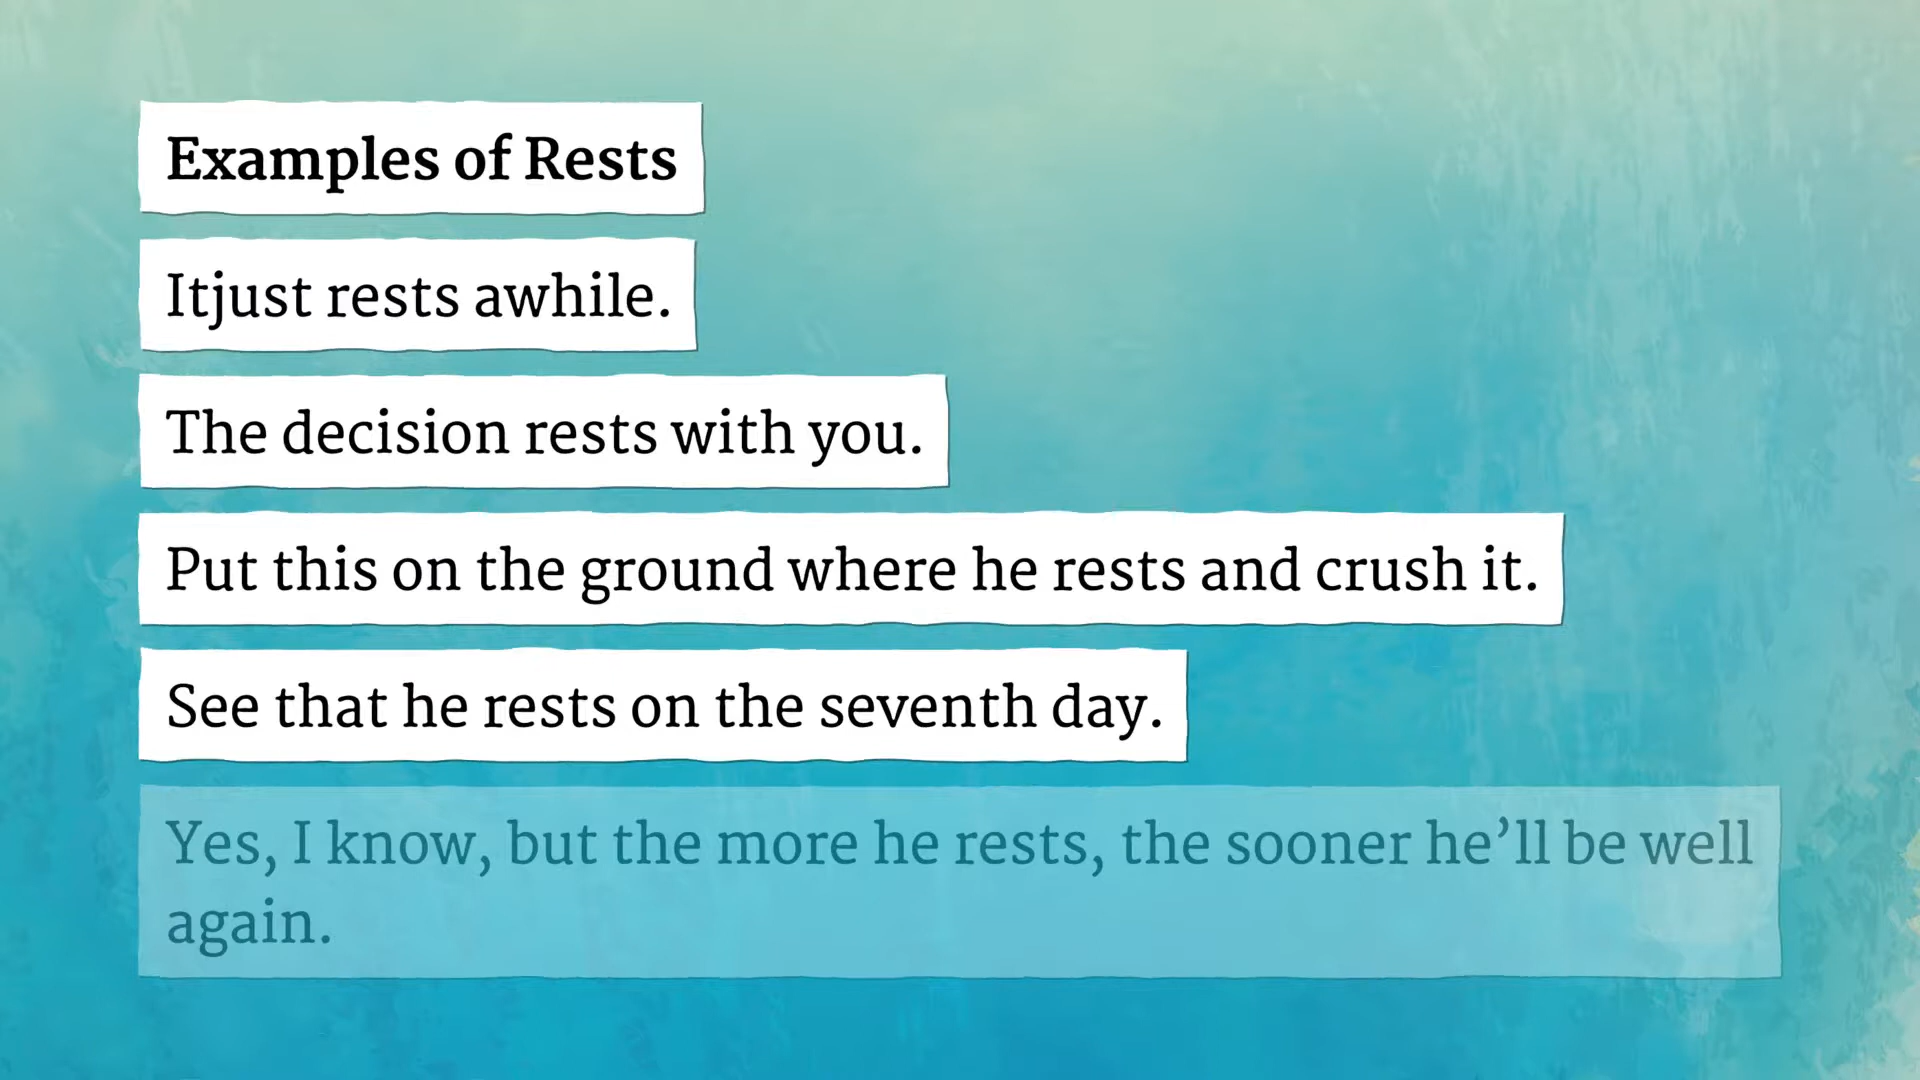 Examples of Rests
Itjust rests awhile.
The decision rests with you.
Put this on the ground where he rests and crush it.
See that he rests on the seventh day.
Yes, I know, but the more he rests, the sooner he’ll be well
again.